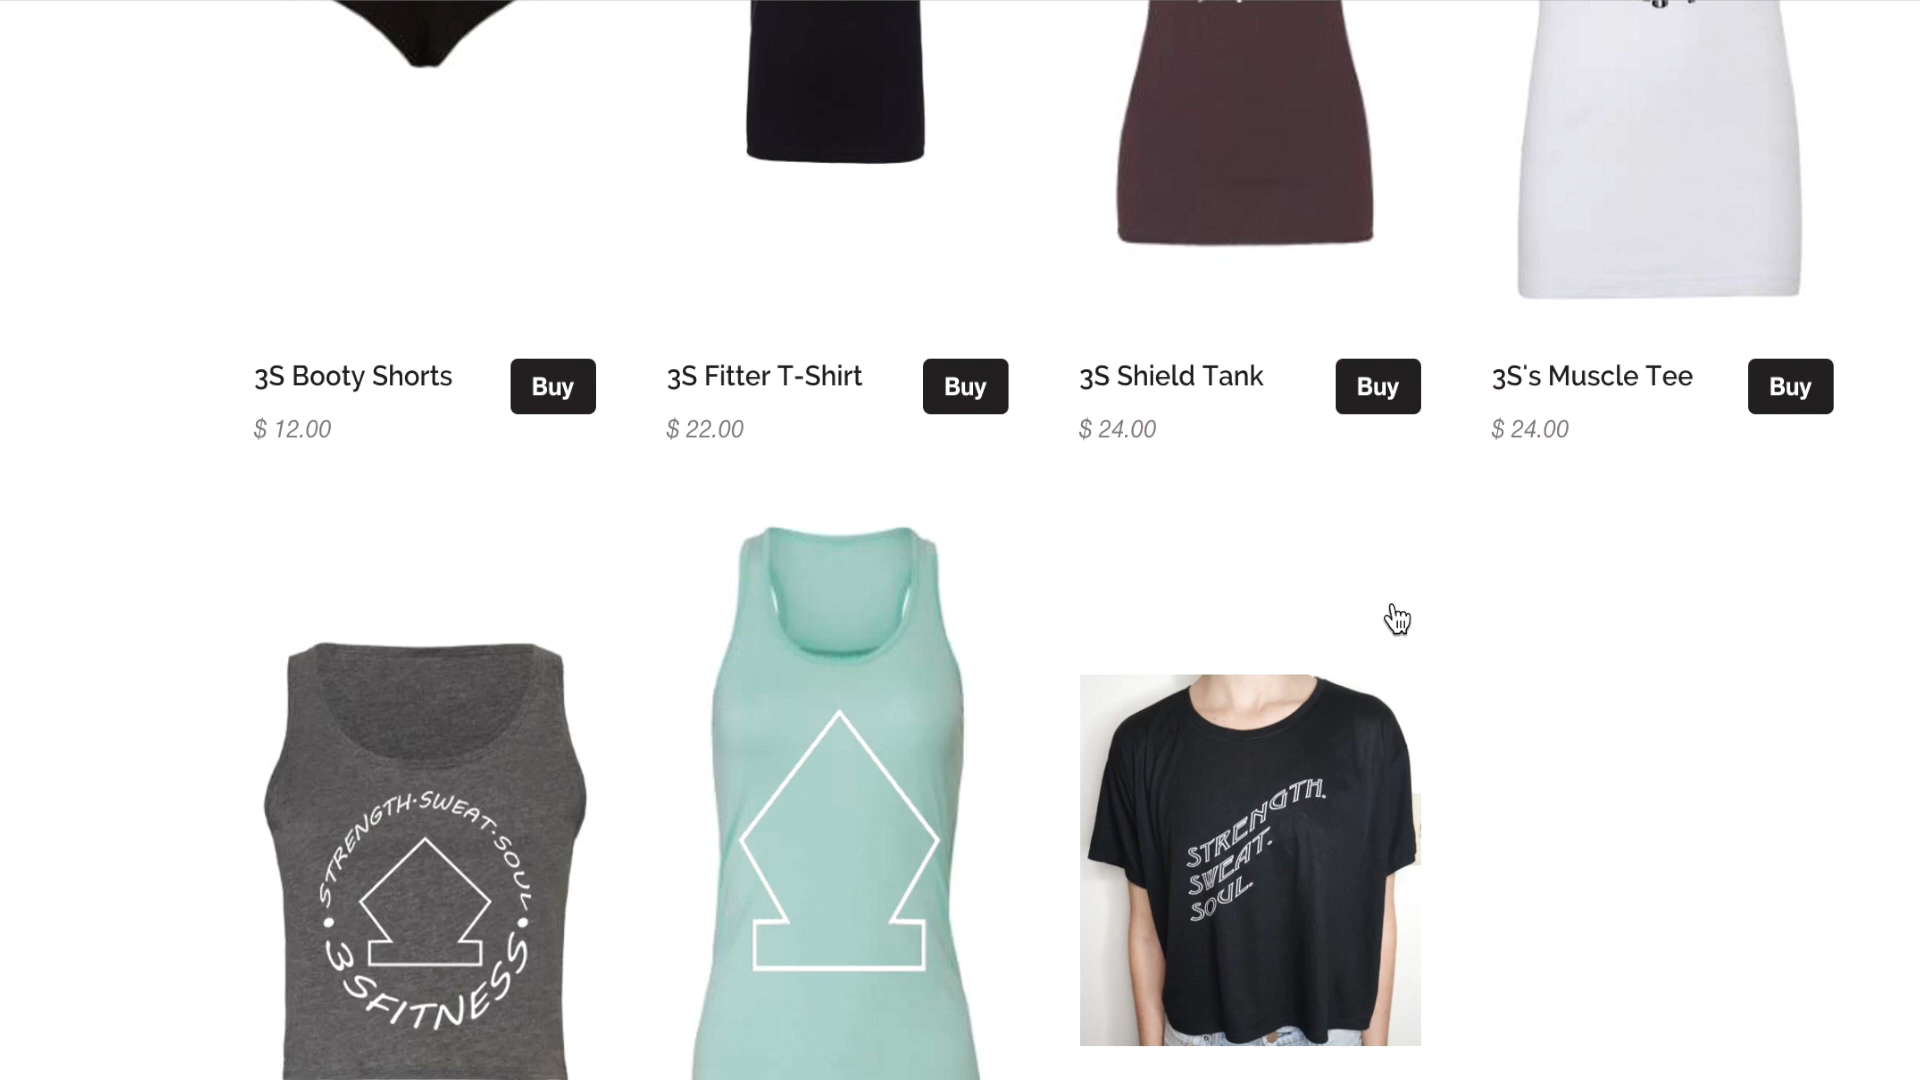 3S Booty Shorts
Buy
$ 12.00
3S Fitter T-Shirt
Buy
$ 22.00
3S Shield Tank
Buy
$ 24.00
3S's Muscle Tee
Buy
$ 24.00
STRENGTH·SWEAT·SOUL
3SFITNESS
STRENGTH.
SWEAT.
SOUL.